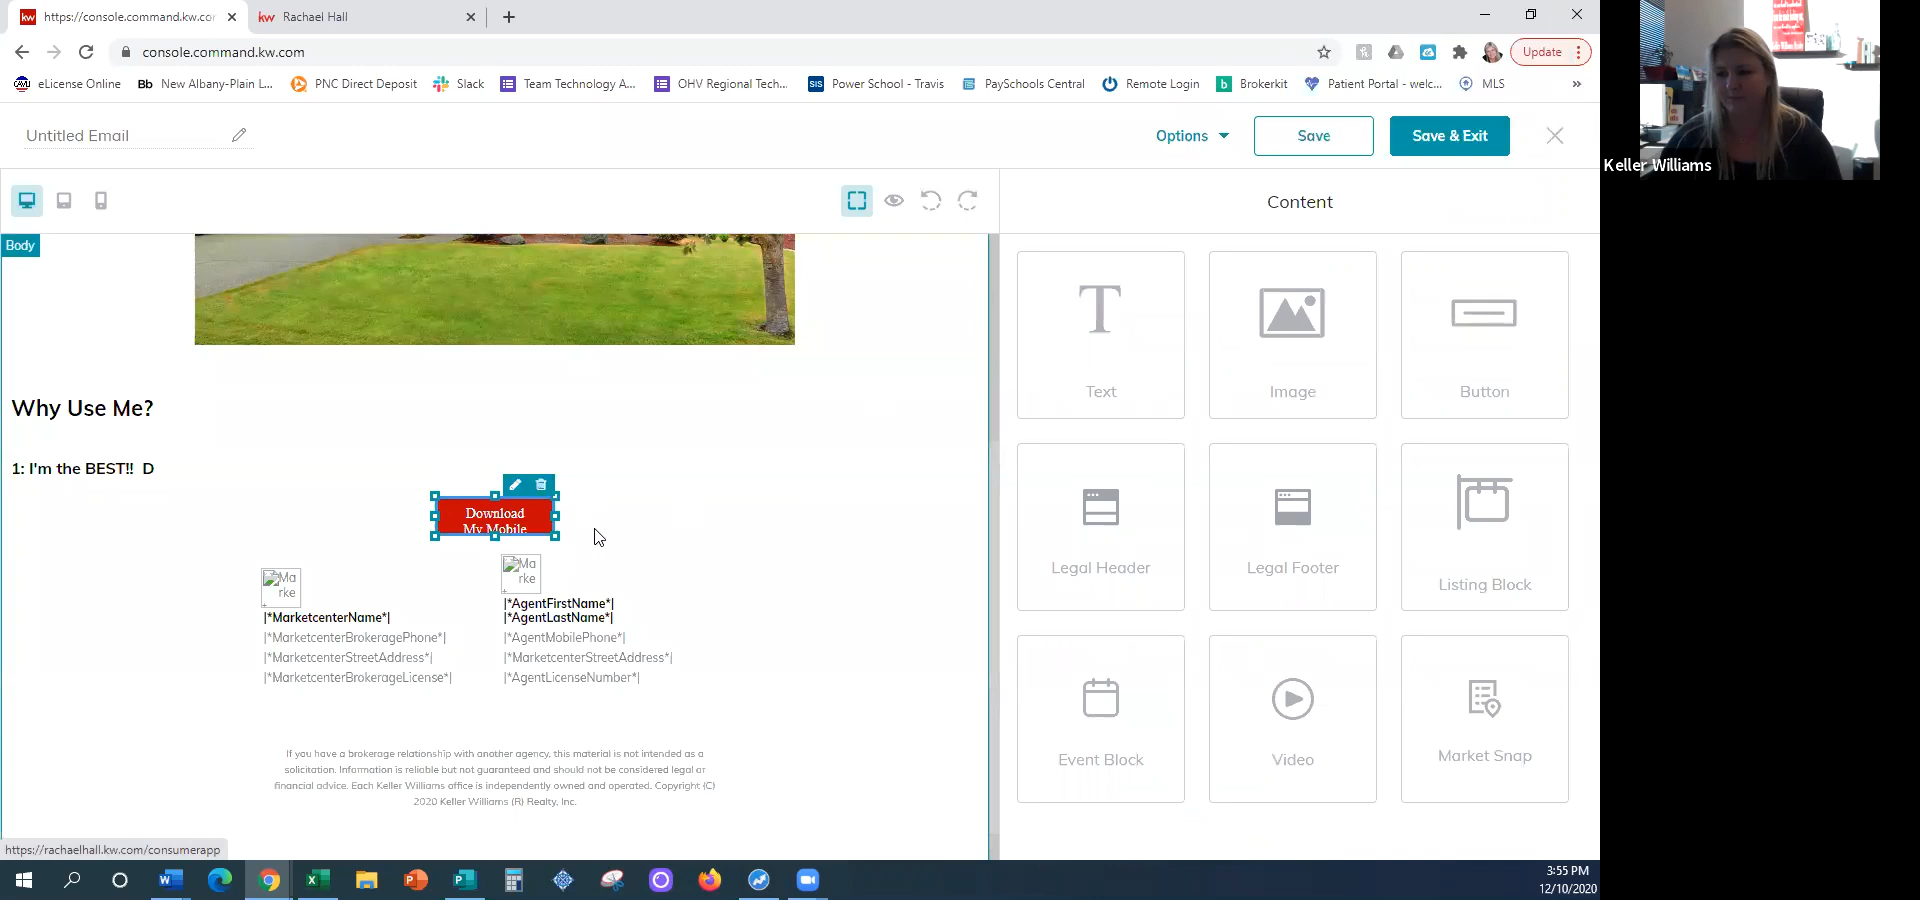 https://console.command.kw.co
Rachael Hall
console.command.kw.com
Update
eLicense Online
Bb New Albany-Plain L...
PNC Direct Deposit
Slack
Team Technology A...
OHV Regional Tech...
SIS Power School - Travis
PaySchools Central
Remote Login
b Brokerkit
Patient Portal - welc...
MLS
»
Keller Williams
Untitled Email
Options
Save
Save & Exit
Content
Body
Text
Image
Button
Why Use Me?
1: I'm the BEST!! D
Download
My Mobile
Legal Header
Legal Footer
Listing Block
Ma
rke
Ma
rke
|*MarketcenterName*|
|*MarketcenterBrokeragePhone*|
|*MarketcenterStreetAddress*|
|*MarketcenterBrokerageLicense*|
|*AgentFirstName*|
|*AgentLastName*|
|*AgentMobilePhone*|
|*MarketcenterStreetAddress*|
|*AgentLicenseNumber*|
Event Block
Video
Market Snap
If you have a brokerage relationship with another agency, this material is not intended as a
solicitation. Information is reliable but not guaranteed and should not be considered legal or
financial advice. Each Keller Williams office is independently owned and operated. Copyright (C)
2020 Keller Williams (R) Realty, Inc.
https://rachaelhall.kw.com/consumerapp
3:55 PM
12/10/2020